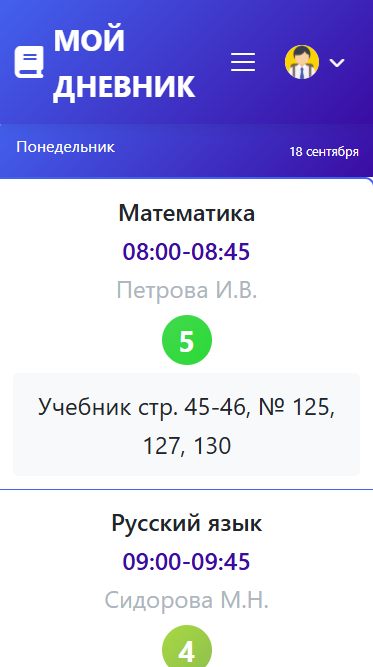 МОЙ
ДНЕВНИК
Понедельник
18 сентября
Математика
08:00-08:45
Петрова И.В.
5
Учебник стр. 45-46, № 125,
127, 130
Русский язык
09:00-09:45
Сидорова М.Н.
4